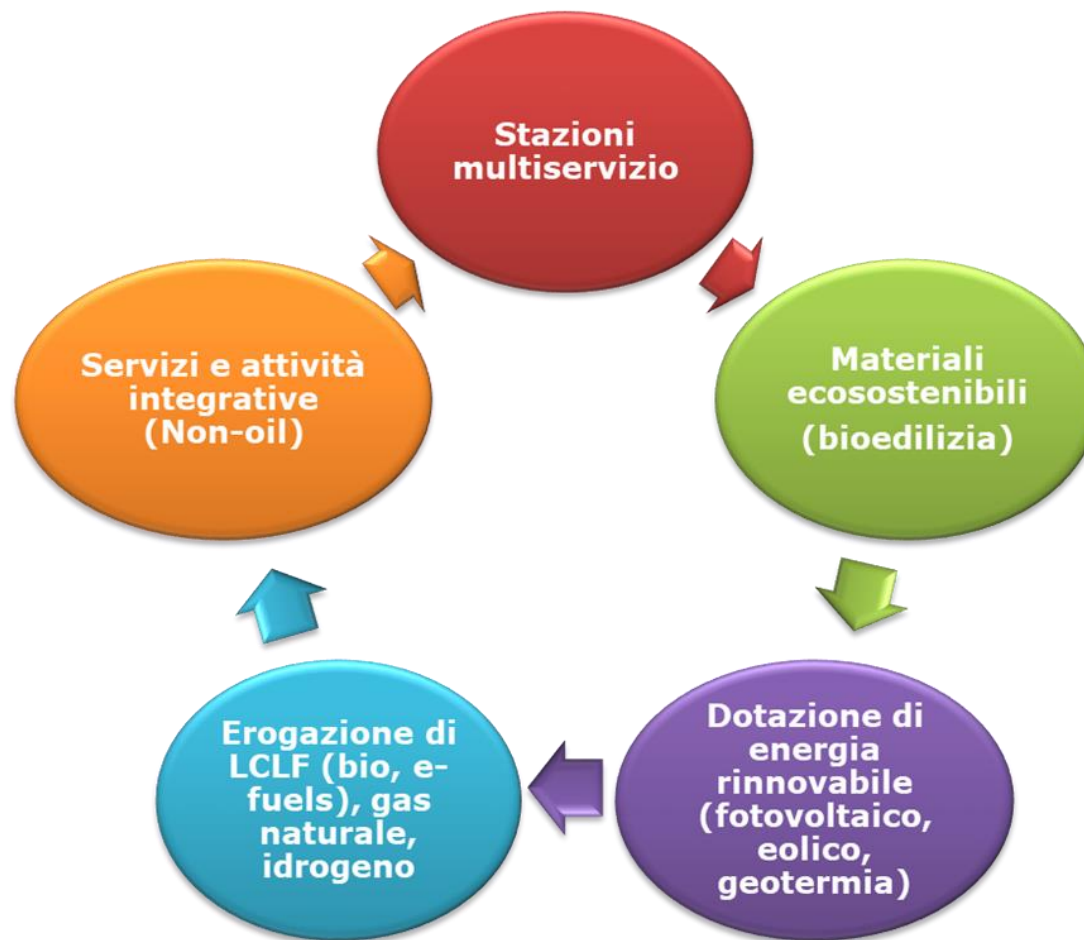 Stazioni
multiservizio
Materiali
ecosostenibili
(bioedilizia)
Dotazione di
energia
rinnovabile
(fotovoltaico,
eolico,
geotermia)
Erogazione di
LCLF (bio, e-
fuels), gas
naturale,
idrogeno
Servizi e attività
integrative
(Non-oil)